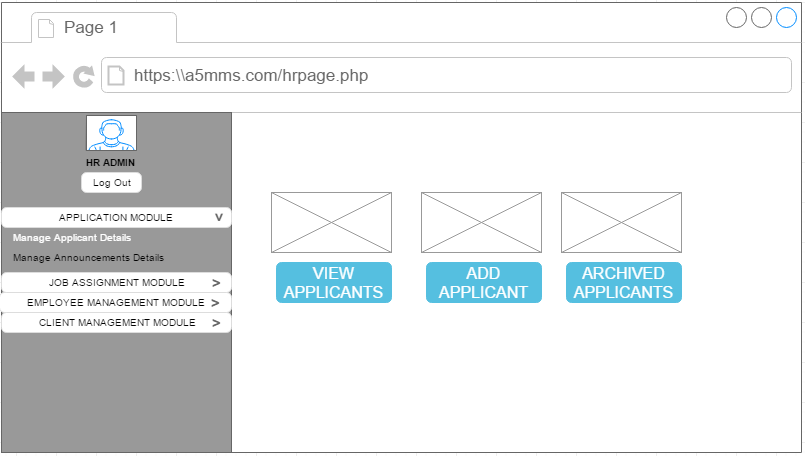 Page 1
https:\\a5mms.com/hrpage.php
HR ADMIN
Log Out
APPLICATION MODULE
Manage Applicant Details
Manage Announcements Details
JOB ASSIGNMENT MODULE
EMPLOYEE MANAGEMENT MODULE
CLIENT MANAGEMENT MODULE
VIEW
APPLICANTS
ADD
APPLICANT
ARCHIVED
APPLICANTS